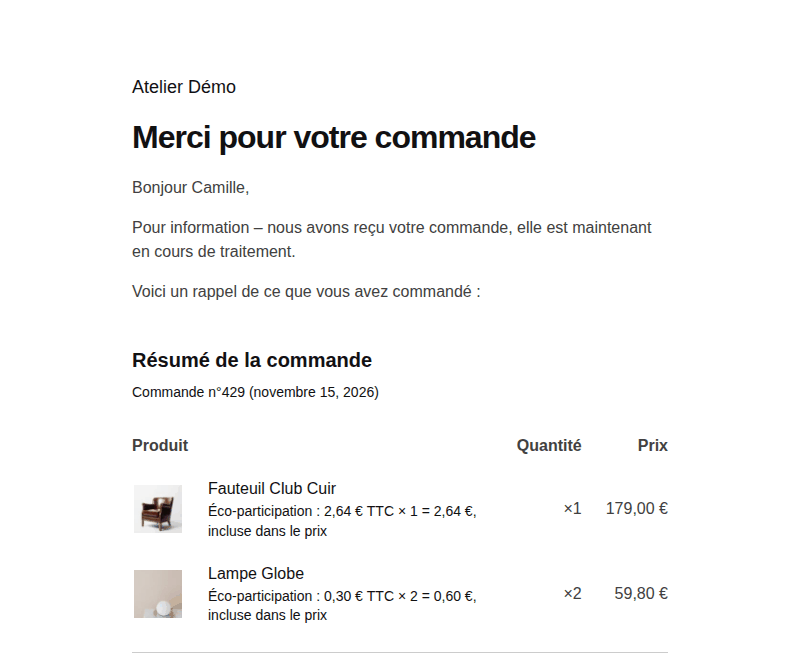 Atelier Démo
Merci pour votre commande
Bonjour Camille,
Pour information – nous avons reçu votre commande, elle est maintenant
en cours de traitement.
Voici un rappel de ce que vous avez commandé :
Résumé de la commande
Commande n°429 (novembre 15, 2026)
Produit Quantité Prix
Fauteuil Club Cuir
Éco-participation : 2,64 € TTC × 1 = 2,64 €,
incluse dans le prix
×1 179,00 €
Lampe Globe
Éco-participation : 0,30 € TTC × 2 = 0,60 €,
incluse dans le prix
×2 59,80 €